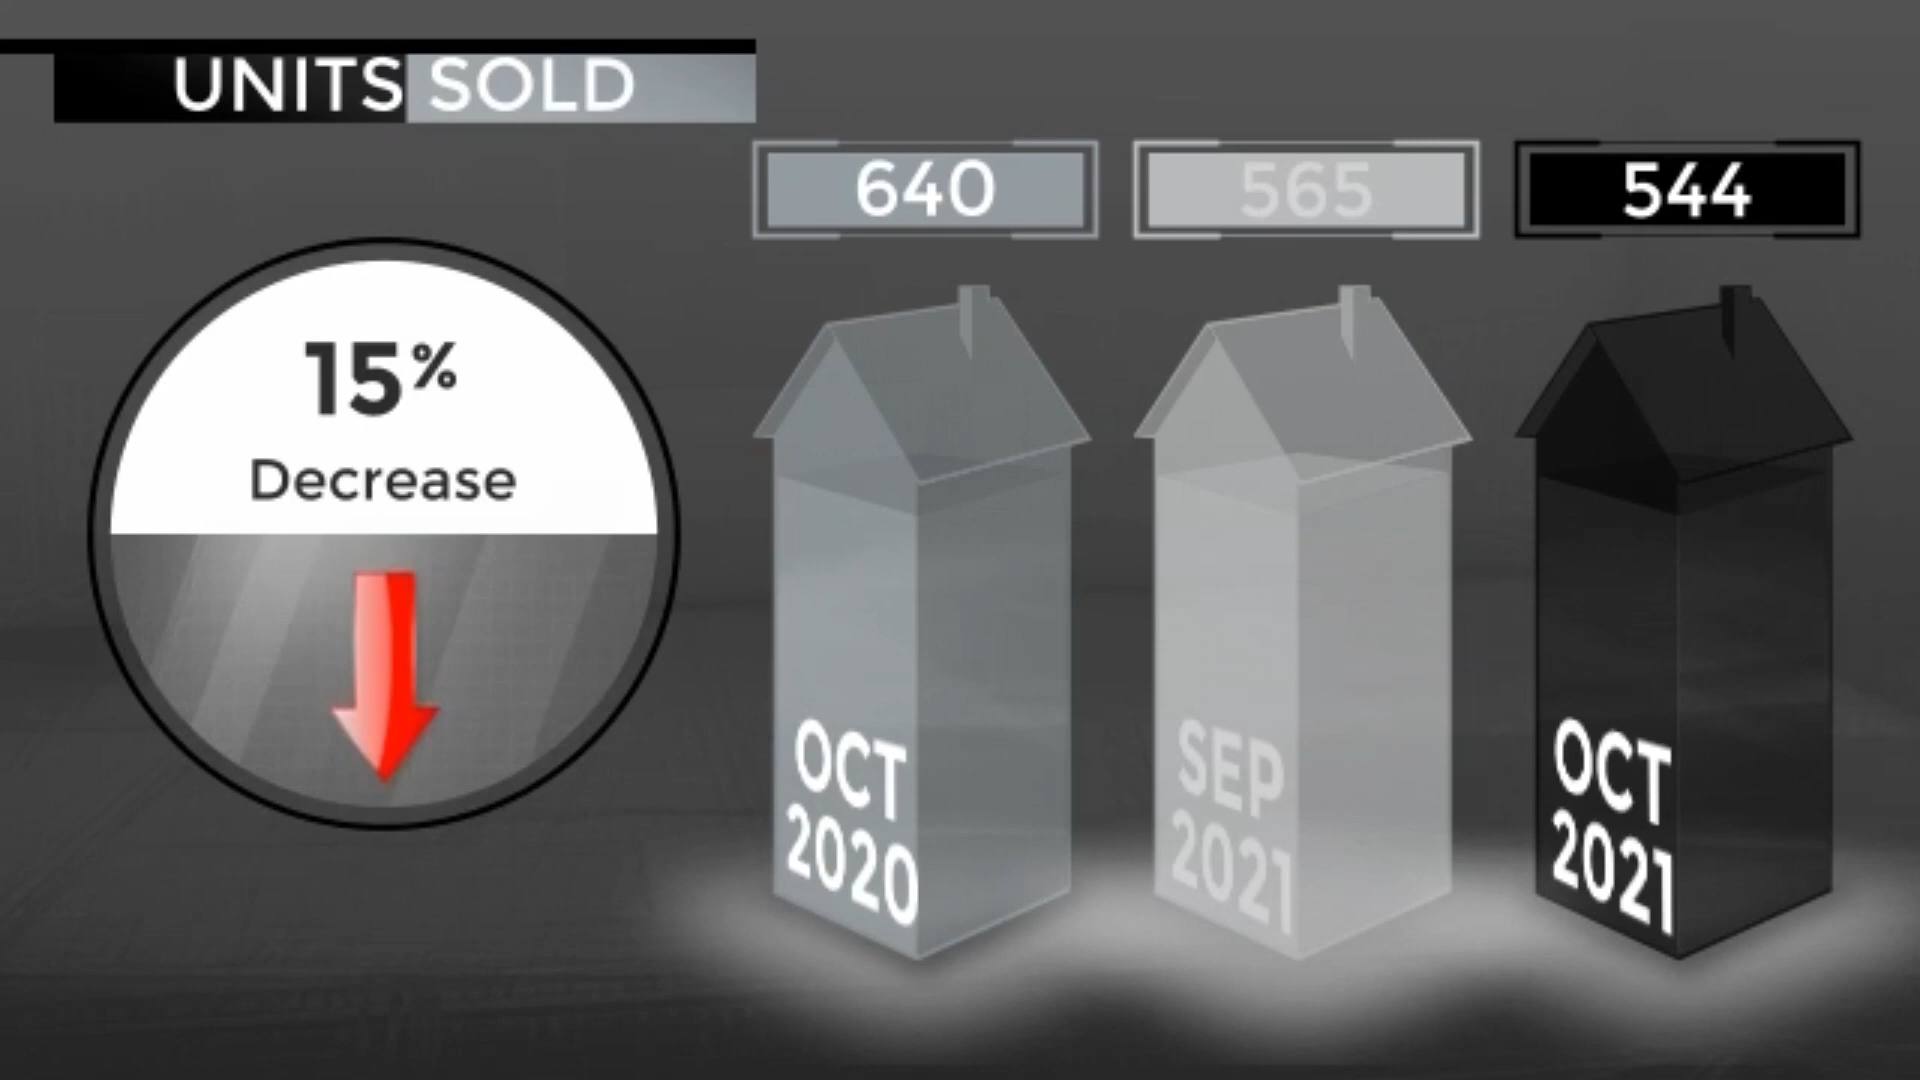 UNITS SOLD
640
565
544
15%
Decrease
OCT
2020
SEP
2021
OCT
2021